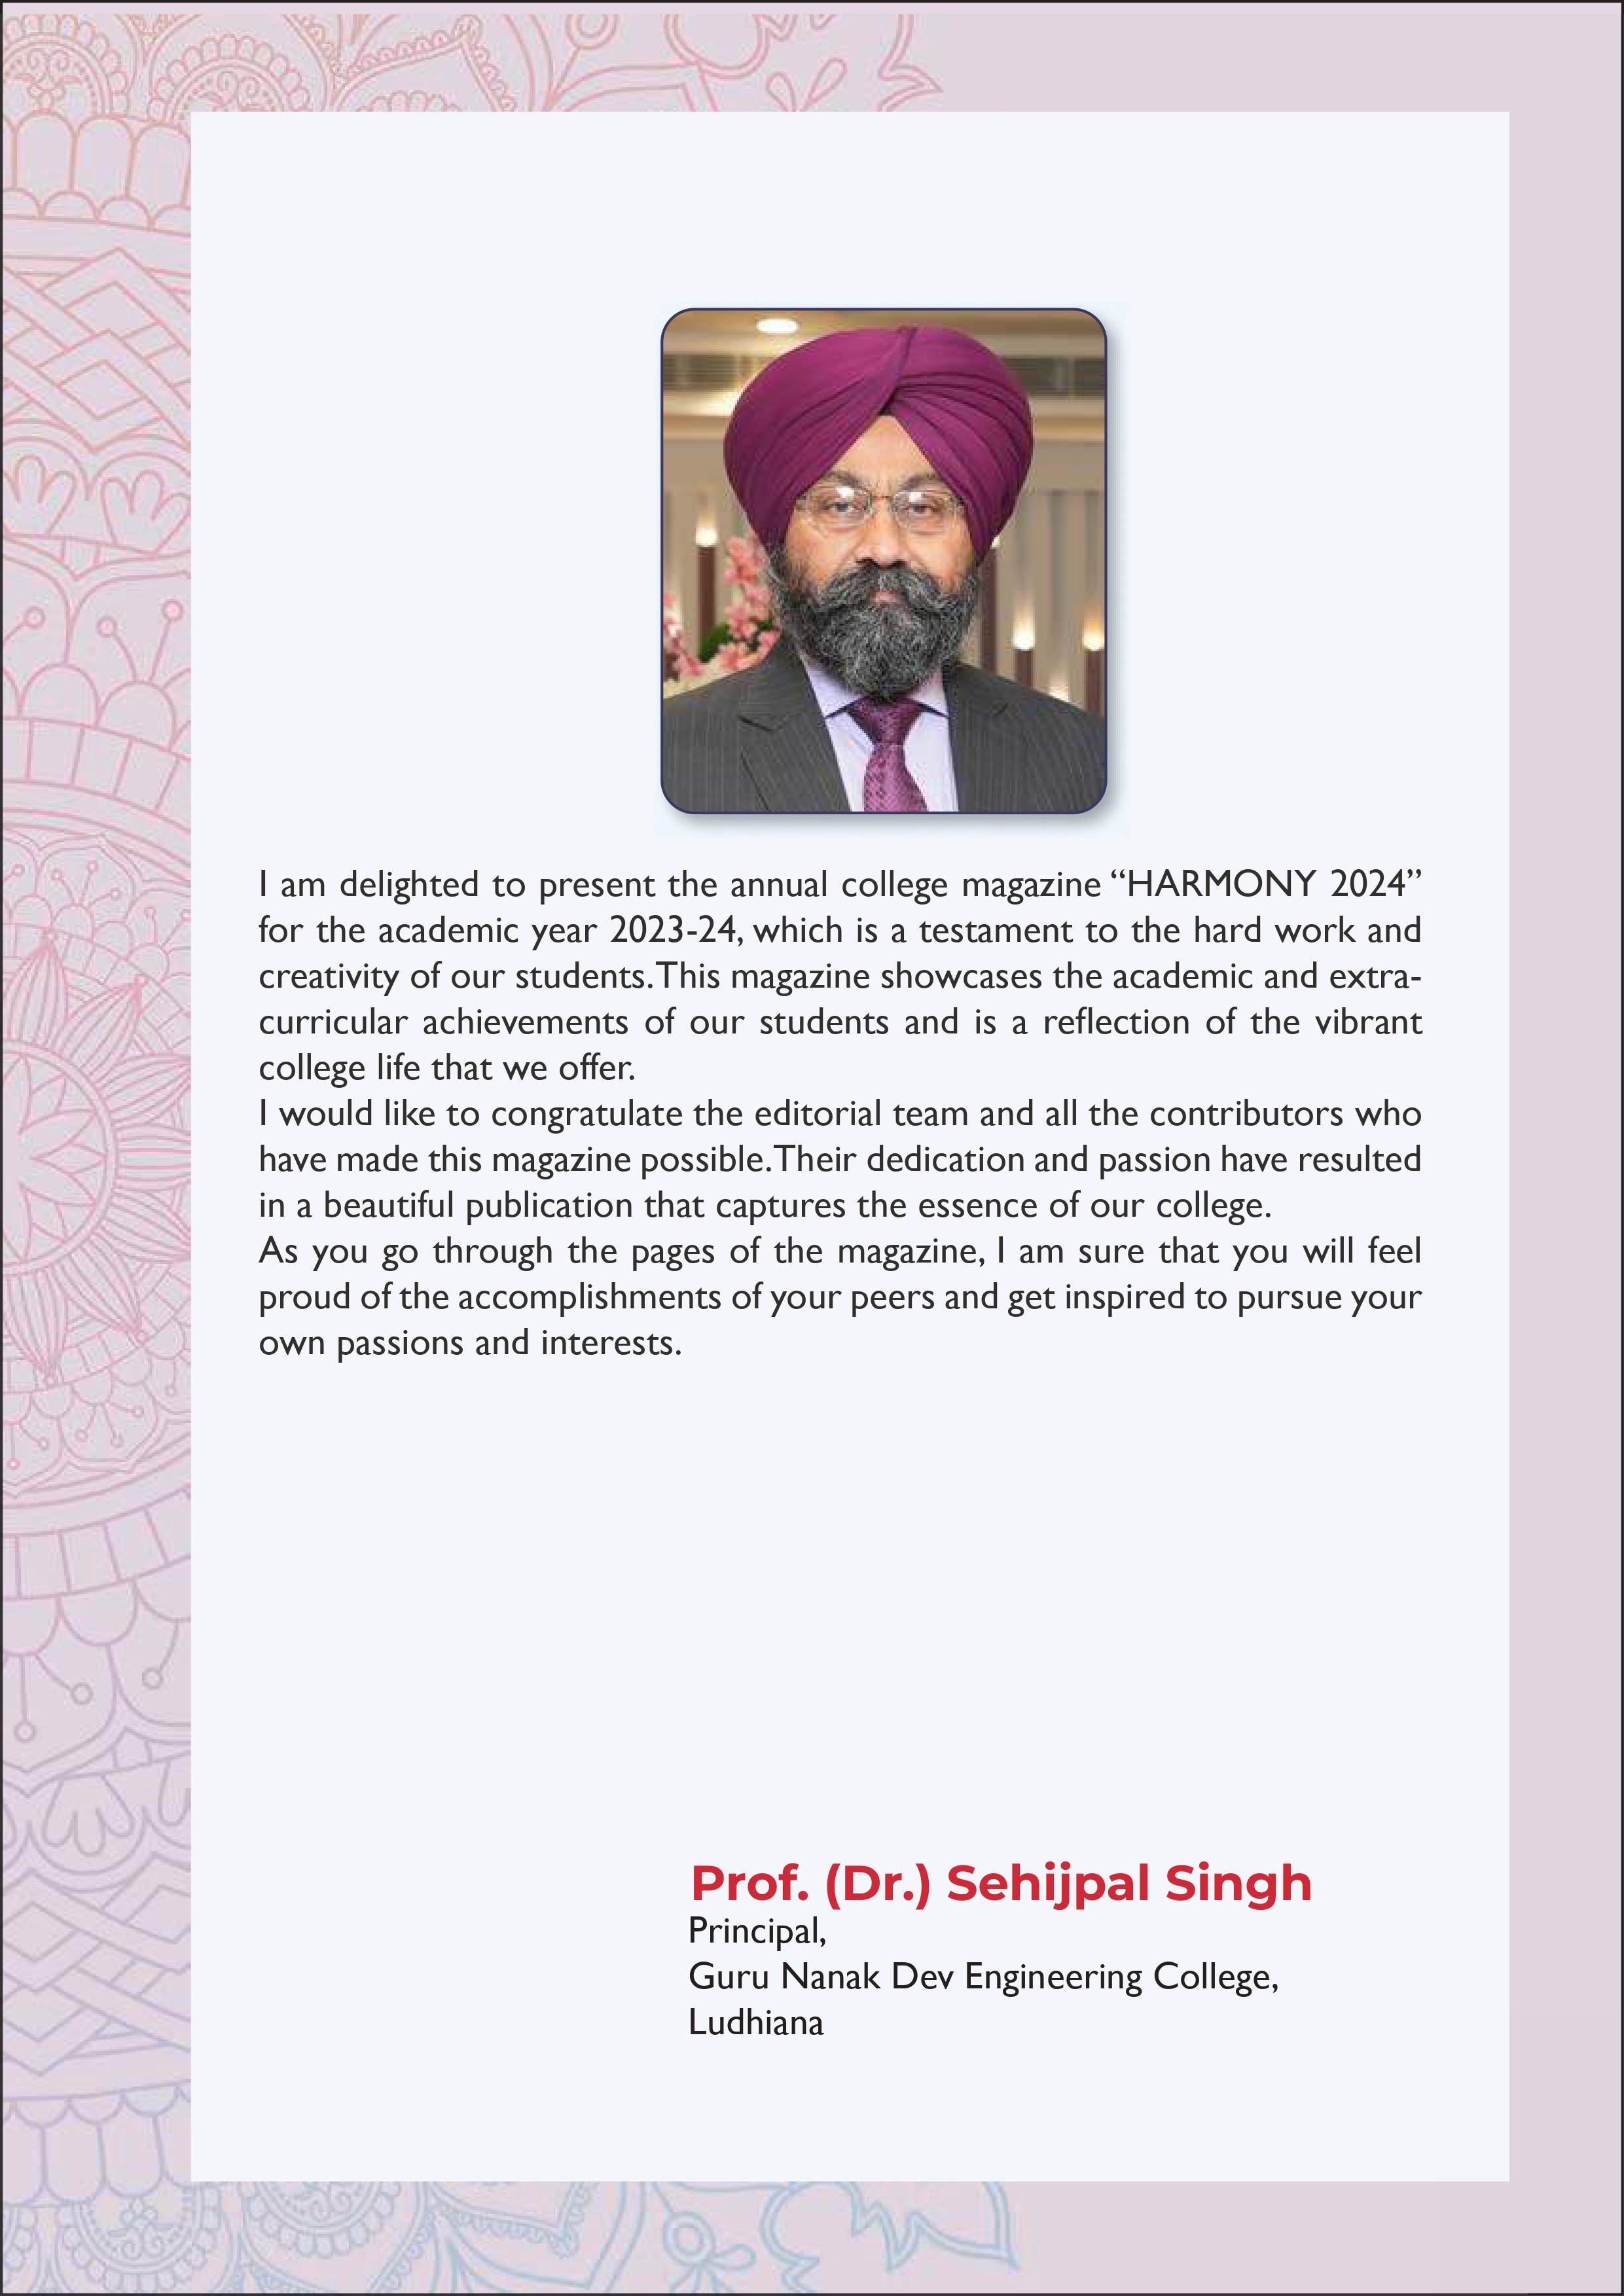 I am delighted to present the annual college magazine “HARMONY 2024”
for the academic year 2023-24, which is a testament to the hard work and
creativity of our students. This magazine showcases the academic and extra-
curricular achievements of our students and is a reflection of the vibrant
college life that we offer.
I would like to congratulate the editorial team and all the contributors who
have made this magazine possible. Their dedication and passion have resulted
in a beautiful publication that captures the essence of our college.
As you go through the pages of the magazine, I am sure that you will feel
proud of the accomplishments of your peers and get inspired to pursue your
own passions and interests.
Prof. (Dr.) Sehijpal Singh
Principal,
Guru Nanak Dev Engineering College,
Ludhiana